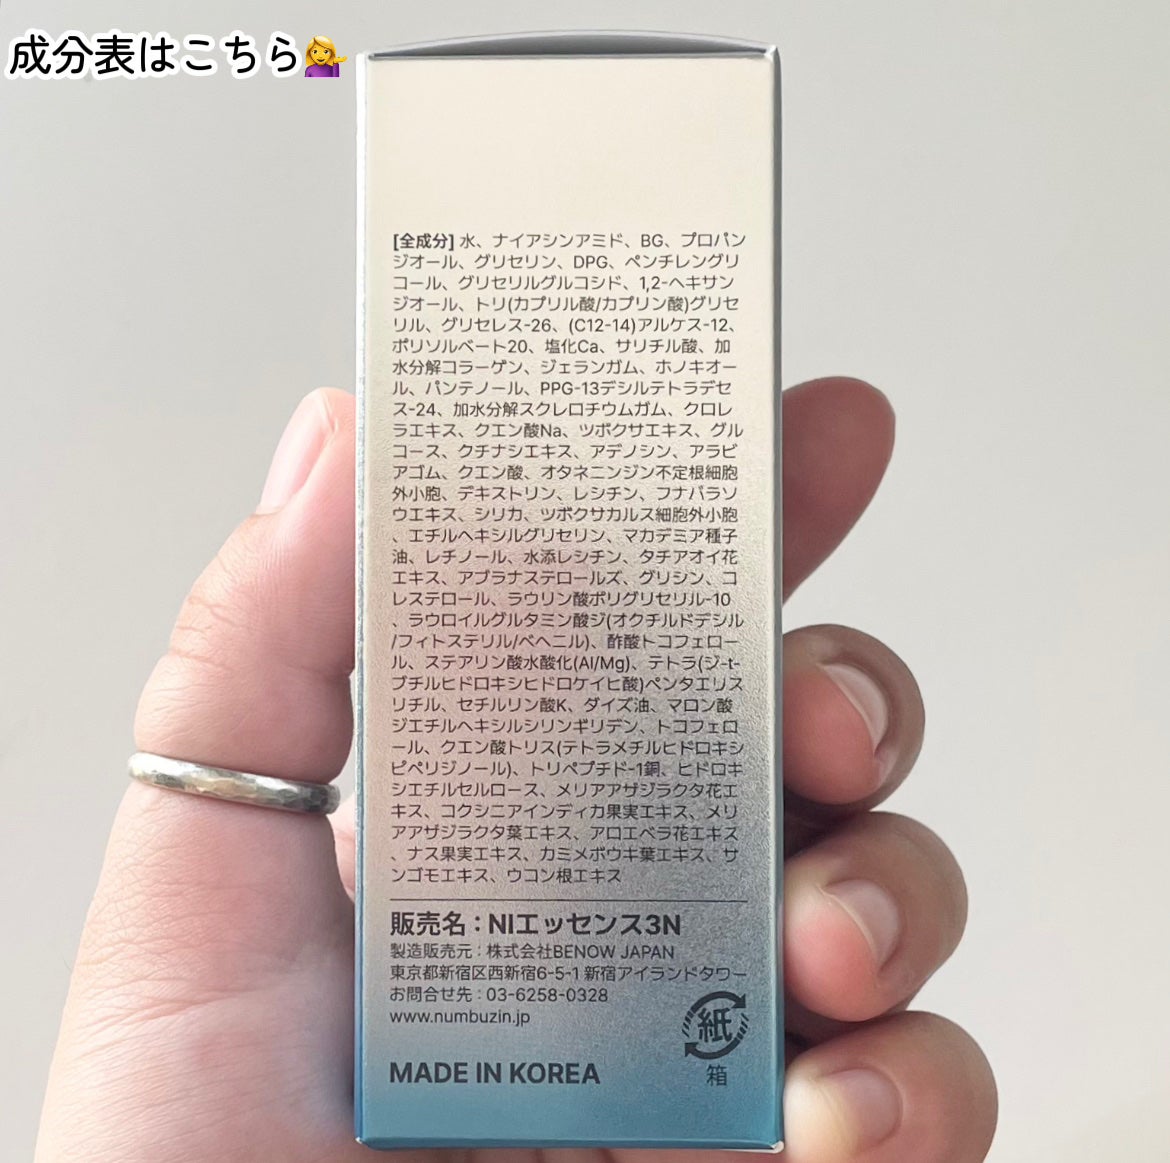 成分表はこちら💁‍♀️
[全成分] 水、ナイアシンアミド、BG、プロパン
ジオール、グリセリン、DPG、ペンチレングリ
コール、グリセリルグルコシド、1,2-ヘキサン
ジオール、トリ(カプリル酸/カプリン酸)グリセ
リル、グリセレス-26、(C12-14)アルケス-12、
ポリソルベート20、塩化Ca、サリチル酸、加
水分解コラーゲン、ジェランガム、ホノキオー
ル、パンテノール、PPG-13デシルテトラデセ
ス-24、加水分解スクレロチウムガム、クロレ
ラエキス、クエン酸Na、ツボクサエキス、グル
コース、クチナシエキス、アデノシン、アラビ
アゴム、クエン酸、オタネニンジン不定根細胞
外小胞、デキストリン、レシチン、フナバラソ
ウエキス、シリカ、ツボクサカルス細胞外小胞
、エチルヘキシルグリセリン、マカデミア種子
油、レチノール、水添レシチン、タチアオイ花
エキス、アブラナステロールズ、グリシン、コ
レステロール、ラウリン酸ポリグリセリル-10
、ラウロイルグルタミン酸ジ(オクチルドデシル
/フィトステリル/ベヘニル)、酢酸トコフェロー
ル、ステアリン酸水酸化(Al/Mg)、テトラ(ジ-t-
ブチルヒドロキシヒドロケイヒ酸)ペンタエリス
リチル、セチルリン酸K、ダイズ油、マロン酸
ジエチルヘキシルシリンギリデン、トコフェロ
ール、クエン酸トリス(テトラメチルヒドロキシ
ピペリジノール)、トリペプチド-1銅、ヒドロキ
シエチルセルロース、メリアアザジラクタ花エ
キス、コクシニアインディカ果実エキス、メリ
アアザジラクタ葉エキス、アロエベラ花エキス
、ナス果実エキス、カミメボウキ葉エキス、サ
ンゴモエキス、ウコン根エキス
販売名：NIエッセンス3N
製造販売元：株式会社BENOW JAPAN
東京都新宿区西新宿6-5-1 新宿アイランドタワー
お問合せ先：03-6258-0328
www.numbuzin.jp
紙
箱
MADE IN KOREA